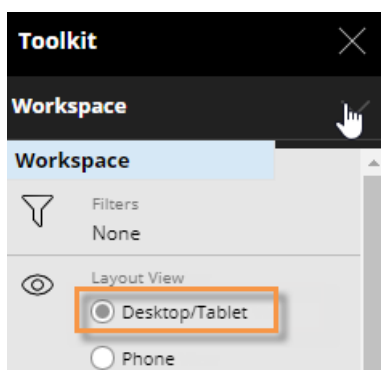 Toolkit
Workspace
Workspace
Filters
None
Layout View
Desktop/Tablet
Phone